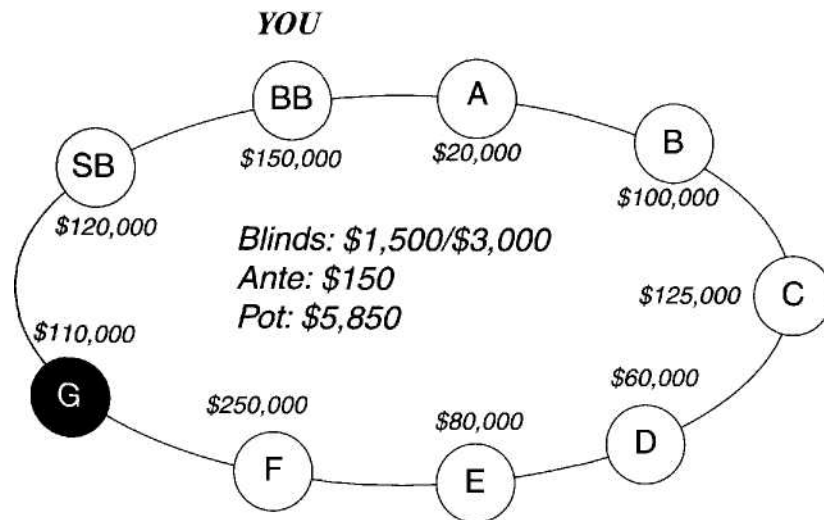 YOU
BB
A
SB
B
$150,000
$20,000
$120,000
$100,000
Blinds: $1,500/$3,000
Ante: $150
Pot: $5,850
C
$125,000
$110,000
G
$250,000
$80,000
$60,000
F
E
D